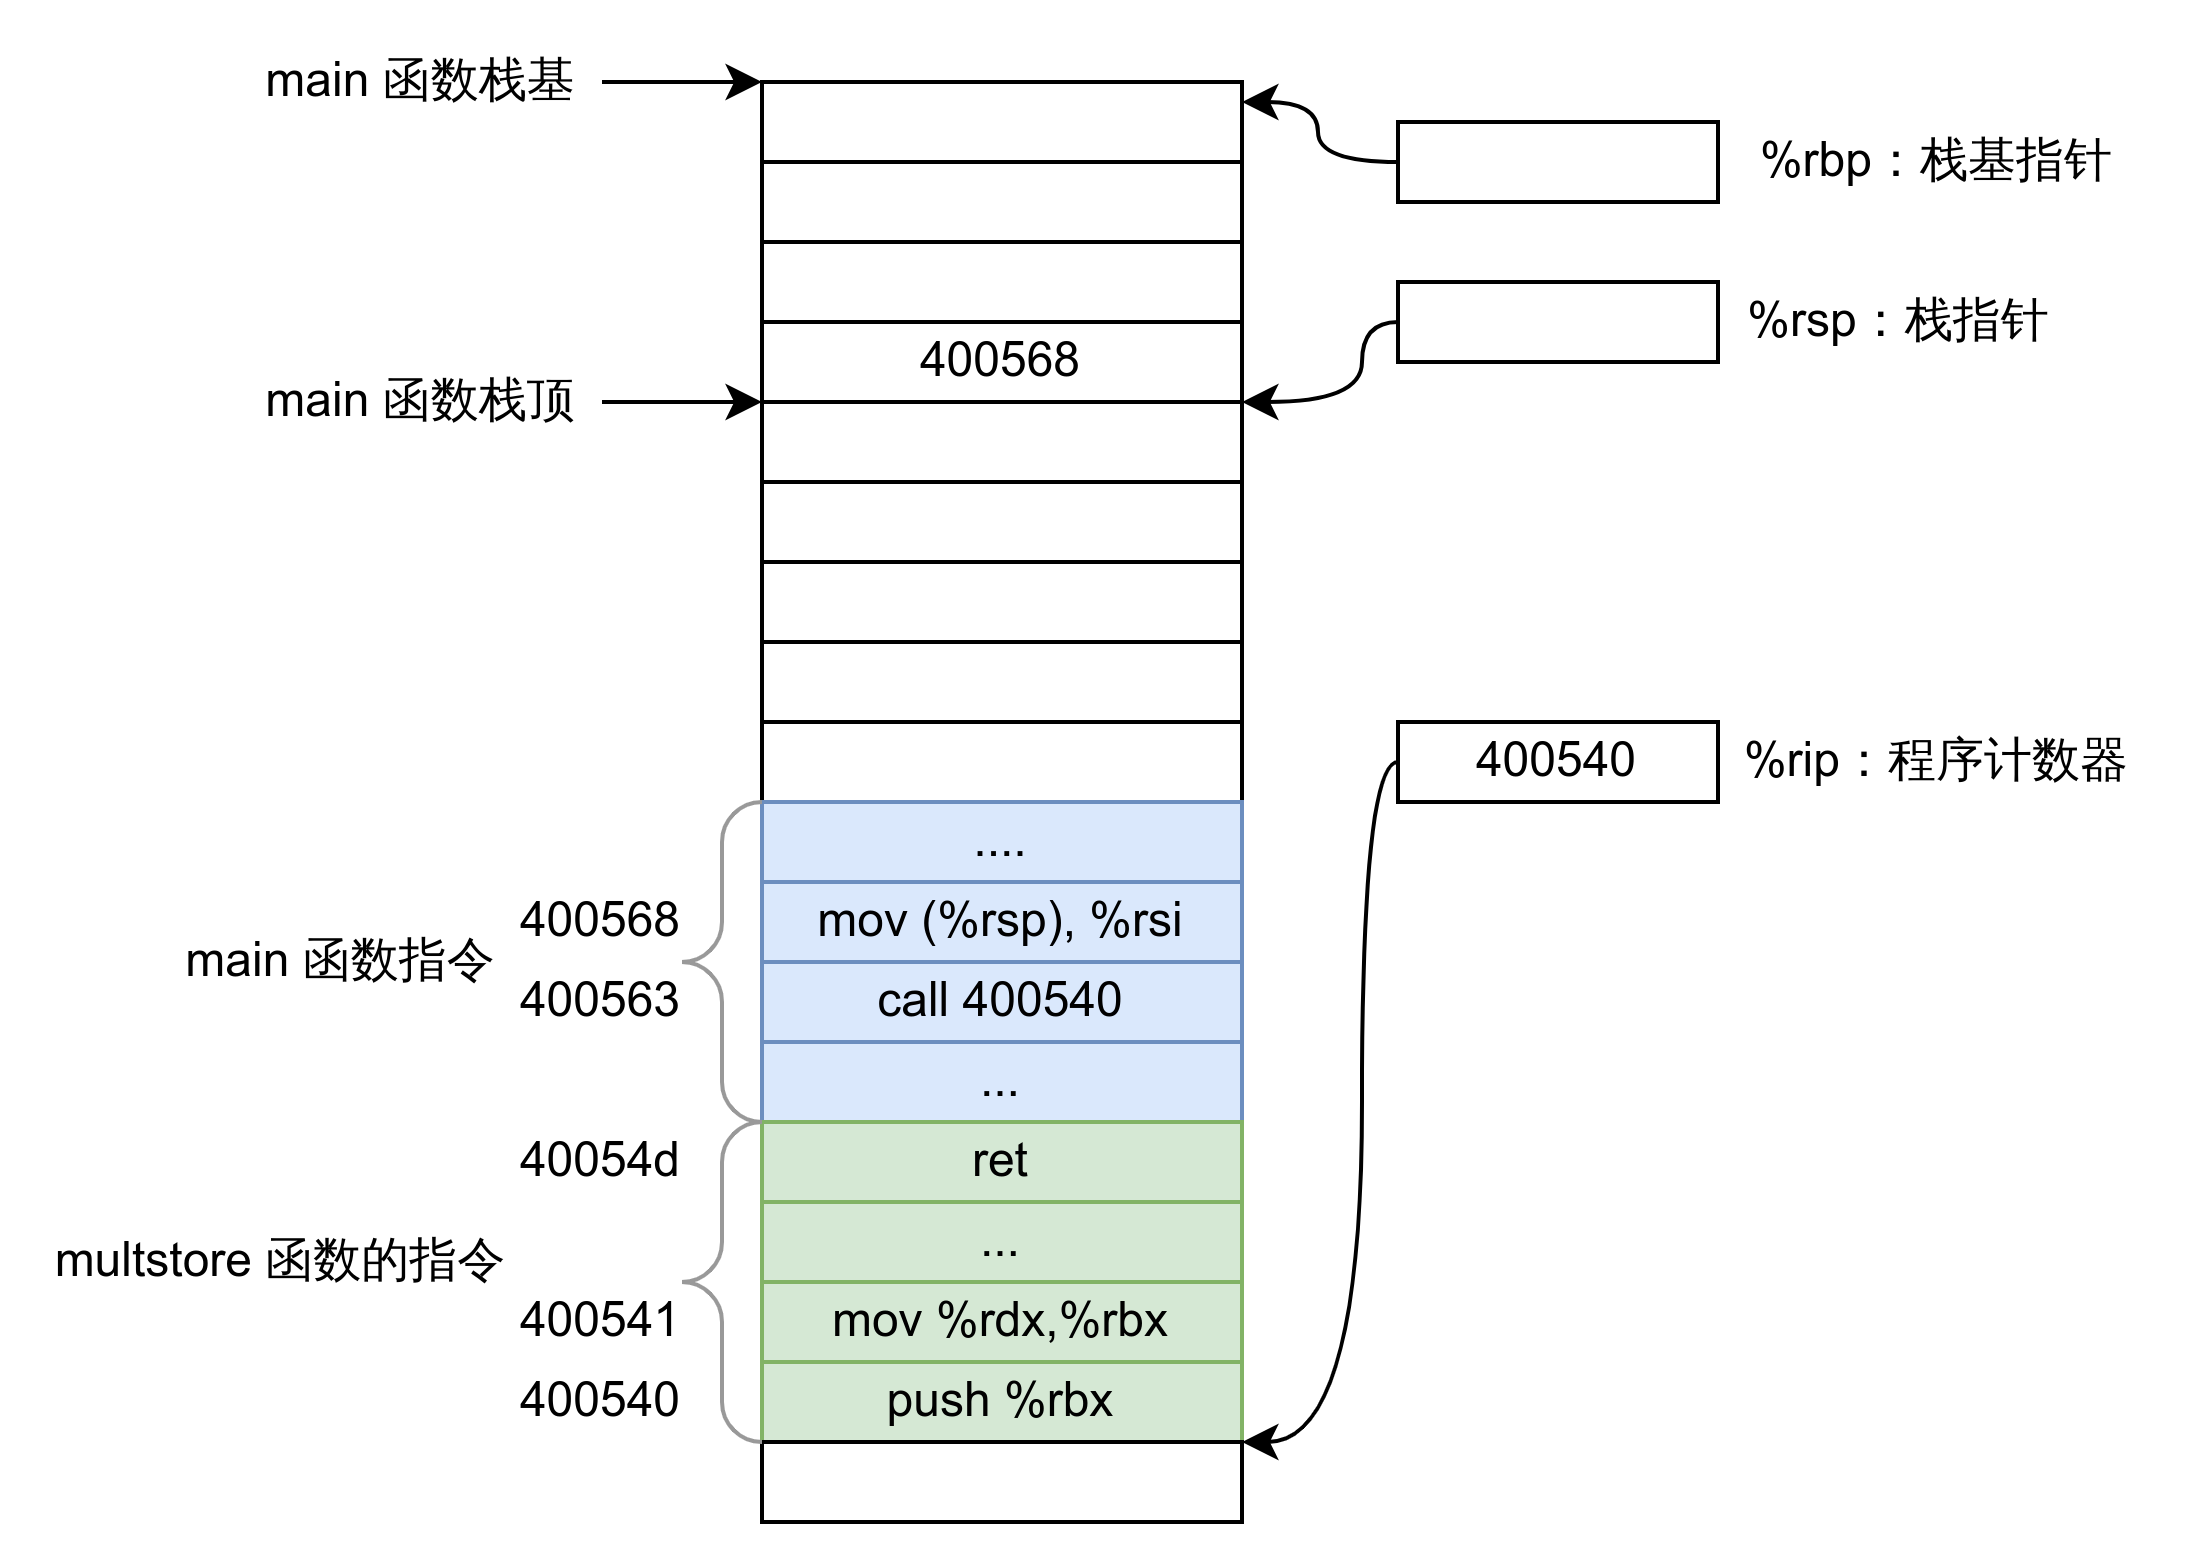 main 函数栈基
%rbp：栈基指针
%rsp：栈指针
400568
main 函数栈顶
400540
%rip：程序计数器
....
400568
mov (%rsp), %rsi
main 函数指令
400563
call 400540
...
40054d
ret
...
multstore 函数的指令
400541
mov %rdx,%rbx
400540
push %rbx